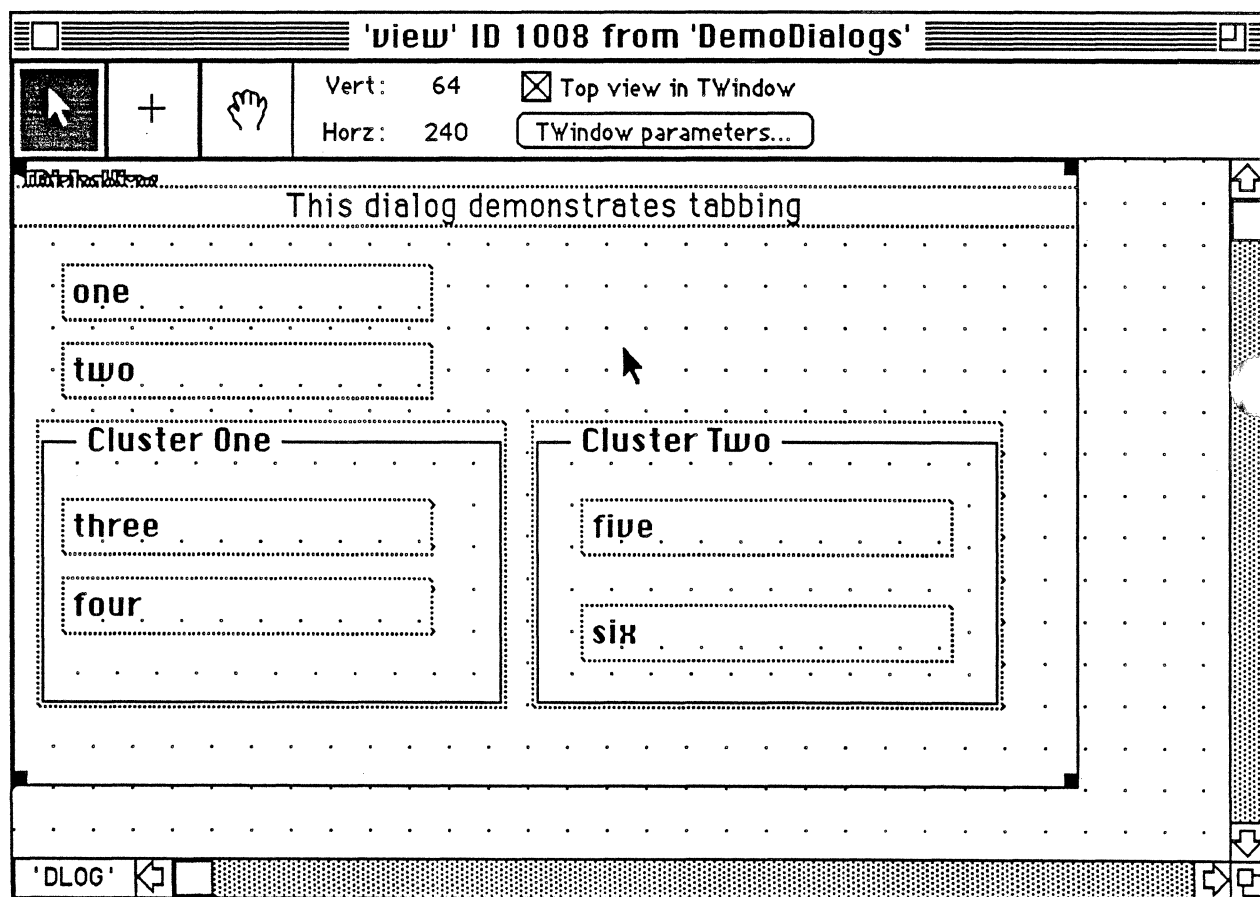 'view' ID 1008 from 'DemoDialogs'
Vert: 64
Top view in TWindow
Horz: 240
TWindow parameters...
This dialog demonstrates tabbing
one
two
Cluster One
Cluster Two
three
five
four
six
'DLOG'